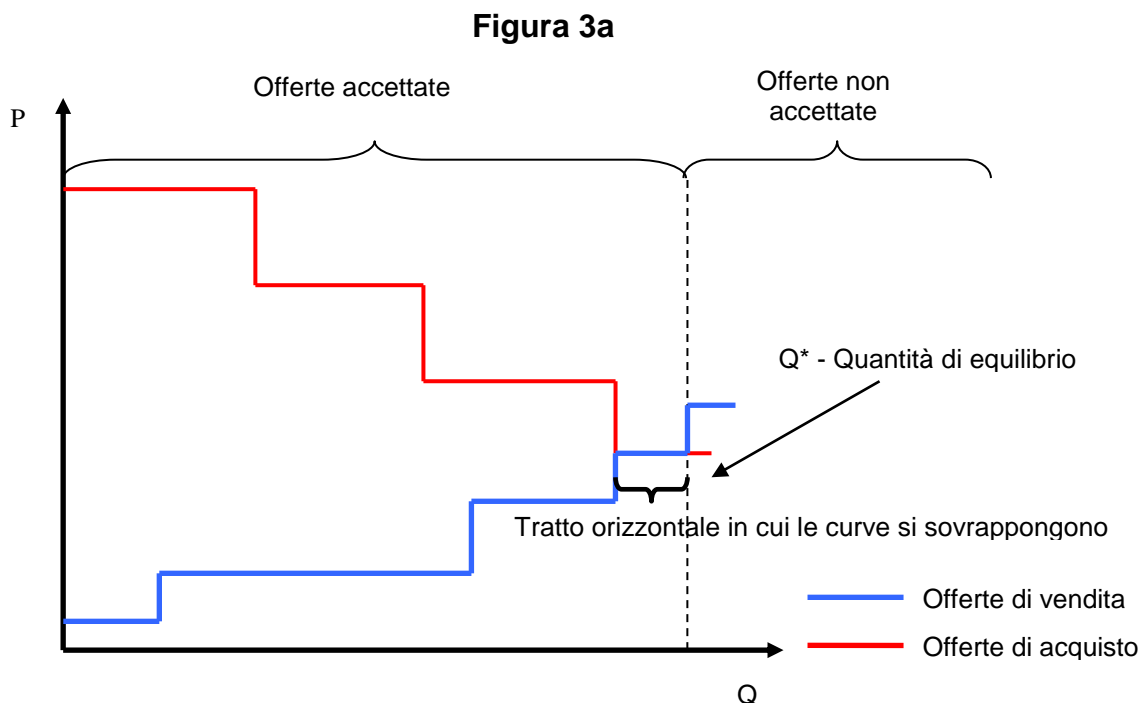 Figura 3a
Offerte accettate
Offerte non
accettate
P
Q* - Quantità di equilibrio
Tratto orizzontale in cui le curve si sovrappongono
Offerte di vendita
Offerte di acquisto
Q